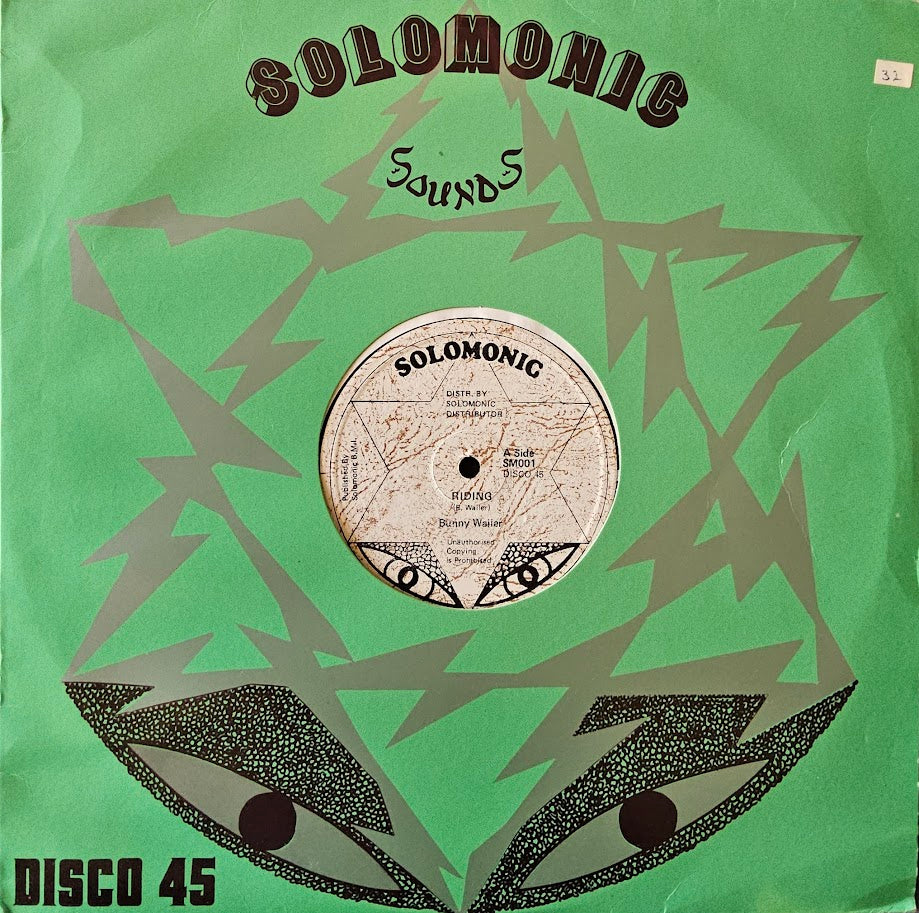 SOLOMONIC
SOUNDS
32
SOLOMONIC
DISTR. BY
SOLOMONIC
DISTRIBUTOR
Published By
Solomonic B.M.I.
A Side
SM001
DISCO 45
RIDING
(B. Wailer)
Bunny Wailer
Unauthorised
Copying
is Prohibited
DISCO 45